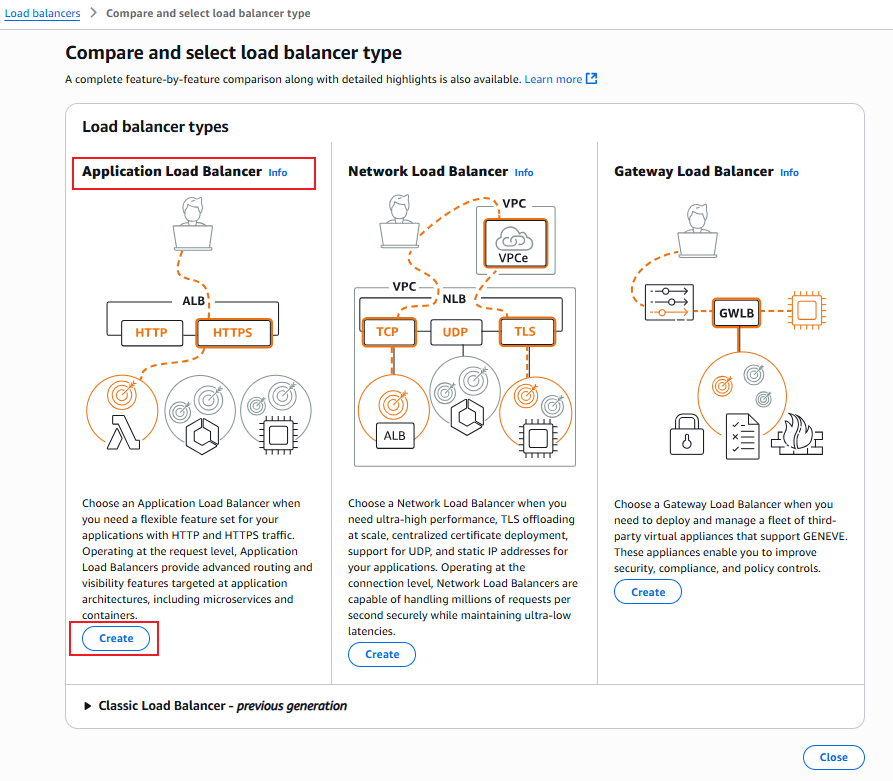 Load balancers > Compare and select load balancer type
Compare and select load balancer type
A complete feature-by-feature comparison along with detailed highlights is also available. Learn more
Load balancer types
Application Load Balancer Info
ALB
HTTP
HTTPS
Choose an Application Load Balancer when
you need a flexible feature set for your
applications with HTTP and HTTPS traffic.
Operating at the request level, Application
Load Balancers provide advanced routing and
visibility features targeted at application
architectures, including microservices and
containers.
Create
Network Load Balancer Info
VPC
VPCe
VPC
NLB
TCP
UDP
TLS
ALB
Choose a Network Load Balancer when you
need ultra-high performance, TLS offloading
at scale, centralized certificate deployment,
support for UDP, and static IP addresses for
your applications. Operating at the
connection level, Network Load Balancers are
capable of handling millions of requests per
second securely while maintaining ultra-low
latencies.
Create
Gateway Load Balancer Info
GWLB
Choose a Gateway Load Balancer when you
need to deploy and manage a fleet of third-
party virtual appliances that support GENEVE.
These appliances enable you to improve
security, compliance, and policy controls.
Create
Classic Load Balancer - previous generation
Close